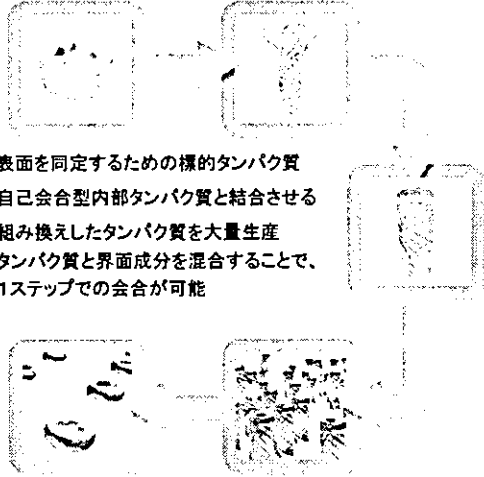 表面を同定するための標的タンパク質
自己会合型内部タンパク質と結合させる
組み換えしたタンパク質を大量生産
タンパク質と界面成分を混合することで、
1ステップでの会合が可能